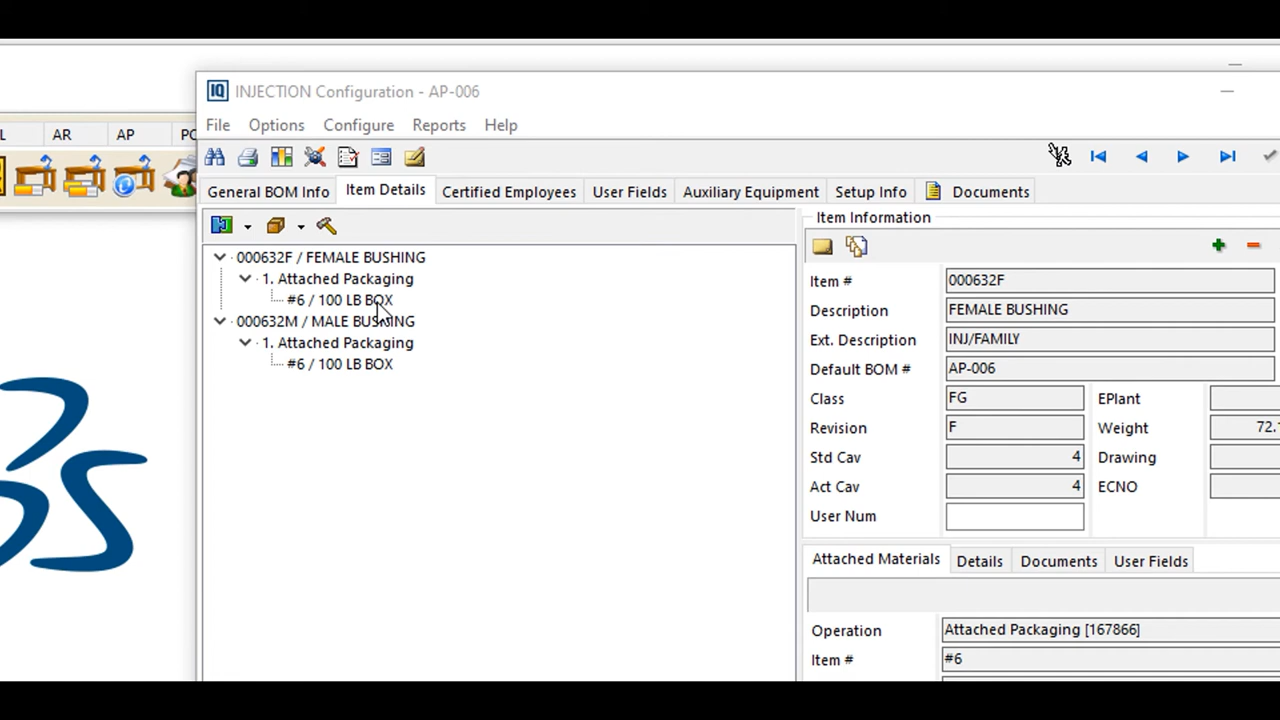 IQ INJECTION Configuration - AP-006
File Options Configure Reports Help
L AR AP
General BOM Info Item Details Certified Employees User Fields Auxiliary Equipment Setup Info Documents
000632F / FEMALE BUSHING
1. Attached Packaging
#6 / 100 LB BOX
000632M / MALE BUSHING
1. Attached Packaging
#6 / 100 LB BOX
Item Information
Item # 000632F
Description FEMALE BUSHING
Ext. Description INJ/FAMILY
Default BOM # AP-006
Class FG EPlant
Revision F Weight 72.
Std Cav 4 Drawing
Act Cav 4 ECNO
User Num
Attached Materials Details Documents User Fields
Operation Attached Packaging [167866]
Item # #6